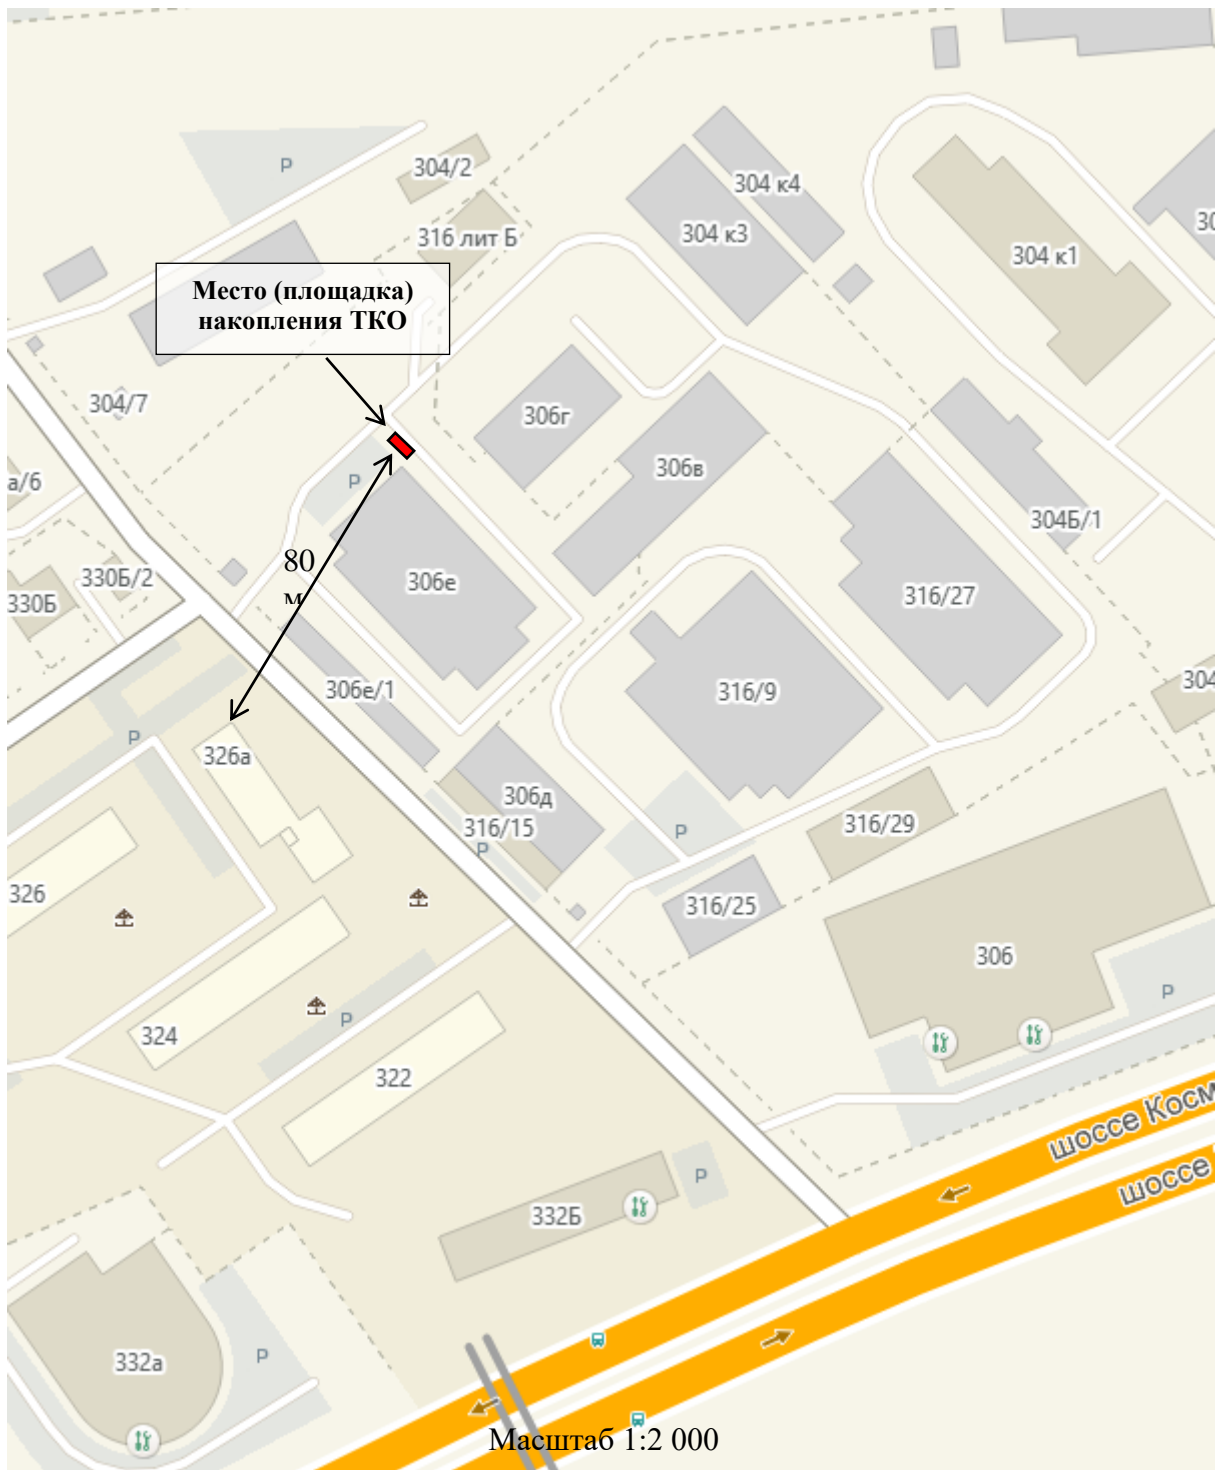 P
304/2
304 к4
316 лит Б
304 к3
304 к1
30
Место (площадка)
накопления ТКО
304/7
306г
306в
а/6
P
304Б/1
80
м
330Б/2
330Б
306е
316/27
306е/1
316/9
304
P
326а
306д
316/15
P
P
316/29
326
316/25
306
P
324
P
322
шоссе Косм
P
шоссе
332Б
332а
P
Масштаб 1:2 000